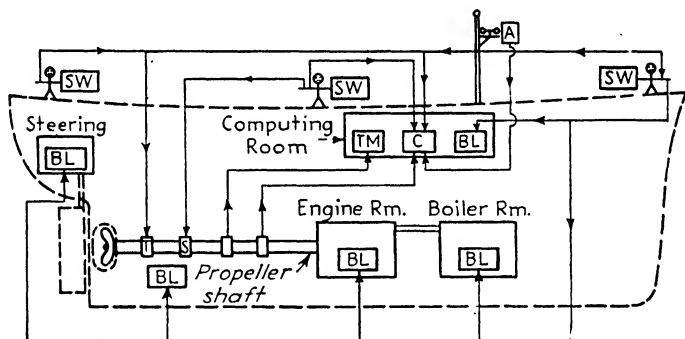 A
SW
SW
SW
Steering
BL
Computing
Room
TM
C
BL
Engine Rm.
Boiler Rm.
T
S
BL
Propeller
shaft
BL
BL